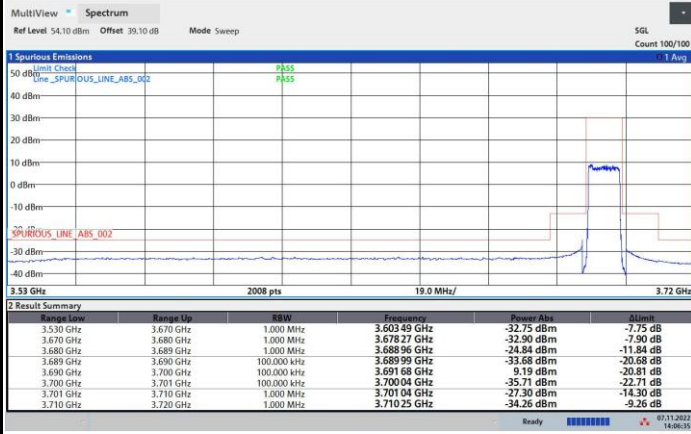 MultiView Spectrum
Ref Level 54.10 dBm Offset 39.10 dB Mode Sweep SGL
Count 100/100
1 Spurious Emissions 1 Avg
50 dBm Limit Check PASS
Line _SPURIOUS_LINE_ABS_002 PASS
40 dBm
30 dBm
20 dBm
10 dBm
0 dBm
-10 dBm
-20 dBm
_SPURIOUS_LINE_ABS_002
-30 dBm
-40 dBm
3.53 GHz 2008 pts 19.0 MHz/ 3.72 GHz
2 Result Summary
Range Low Range Up RBW Frequency Power Abs ΔLimit
3.530 GHz 3.670 GHz 1.000 MHz 3.603 49 GHz -32.75 dBm -7.75 dB
3.670 GHz 3.680 GHz 1.000 MHz 3.678 27 GHz -32.90 dBm -7.90 dB
3.680 GHz 3.689 GHz 1.000 MHz 3.688 96 GHz -24.84 dBm -11.84 dB
3.689 GHz 3.690 GHz 100.000 kHz 3.689 99 GHz -33.68 dBm -20.68 dB
3.690 GHz 3.700 GHz 100.000 kHz 3.691 68 GHz 9.19 dBm -20.81 dB
3.700 GHz 3.701 GHz 100.000 kHz 3.700 04 GHz -35.71 dBm -22.71 dB
3.701 GHz 3.710 GHz 1.000 MHz 3.701 04 GHz -27.30 dBm -14.30 dB
3.710 GHz 3.720 GHz 1.000 MHz 3.710 25 GHz -34.26 dBm -9.26 dB
Ready 07.11.2022
14:06:35